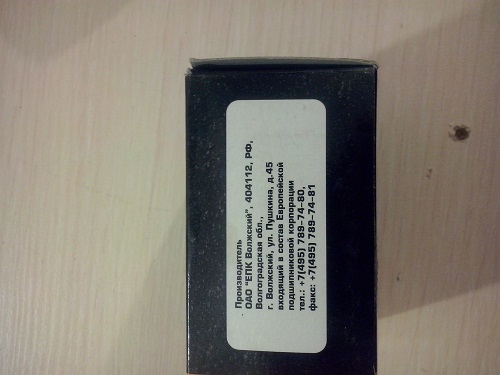 Производитель
ОАО "ЕПК Волжский", 404112, РФ,
Волгоградская обл.,
г. Волжский, ул. Пушкина, д.45
входящий в состав Европейской
подшипниковой корпорации
тел.: +7(495) 789-74-80,
факс: +7(495) 789-74-81